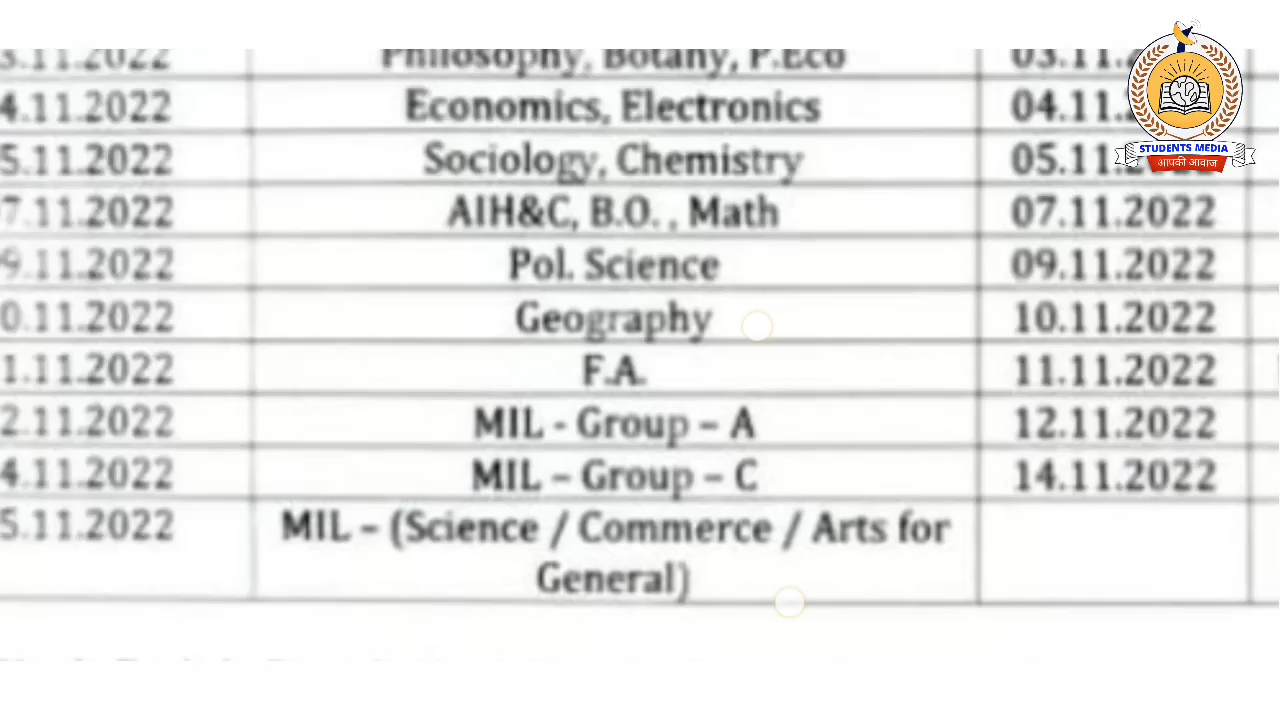 3.11.2022 Philosophy, Botany, P.Eco 03.11.
4.11.2022 Economics, Electronics 04.11.
5.11.2022 Sociology, Chemistry 05.11.
7.11.2022 AIH&C, B.O. , Math 07.11.2022
9.11.2022 Pol. Science 09.11.2022
0.11.2022 Geography 10.11.2022
1.11.2022 F.A. 11.11.2022
2.11.2022 MIL - Group – A 12.11.2022
4.11.2022 MIL – Group – C 14.11.2022
5.11.2022 MIL – (Science / Commerce / Arts for
General)
STUDENTS MEDIA
आपकी आवाज